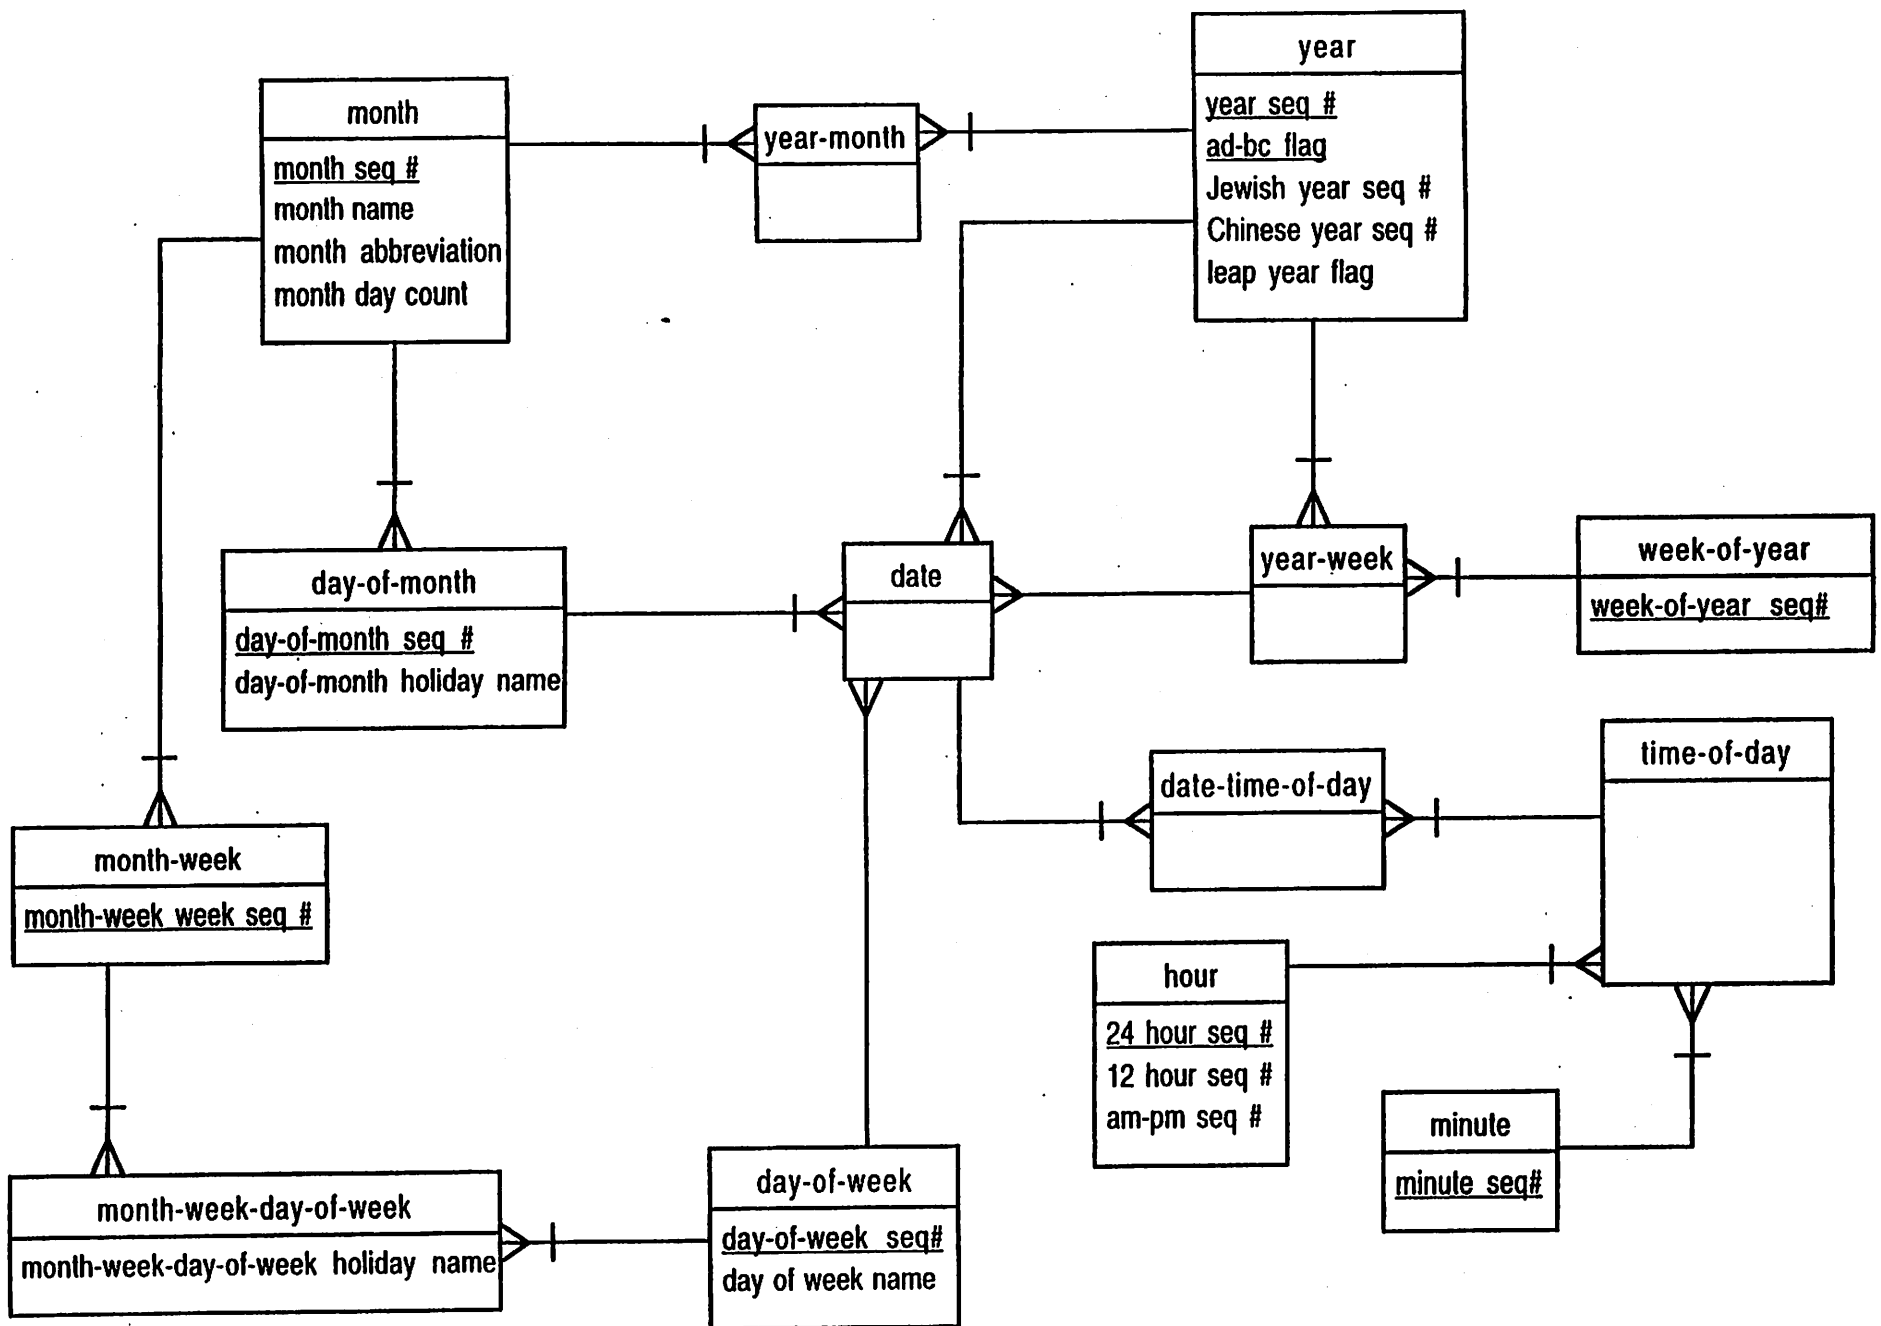 year
year seq #
ad-bc flag
Jewish year seq #
Chinese year seq #
leap year flag
month
month seq #
month name
month abbreviation
month day count
year-month
day-of-month
day-of-month seq #
day-of-month holiday name
date
year-week
week-of-year
week-of-year seq#
time-of-day
date-time-of-day
month-week
month-week week seq #
hour
24 hour seq #
12 hour seq #
am-pm seq #
minute
minute seq#
month-week-day-of-week
month-week-day-of-week holiday name
day-of-week
day-of-week seq#
day of week name